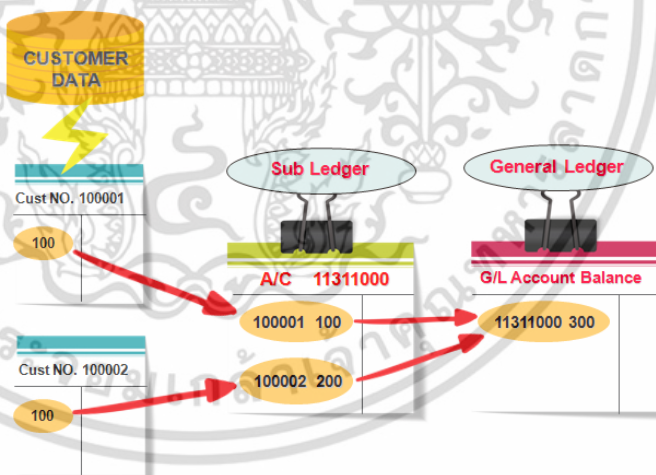 CUSTOMER
DATA
Cust NO. 100001
100
Cust NO. 100002
100
Sub Ledger
A/C 11311000
100001 100
100002 200
General Ledger
G/L Account Balance
11311000 300